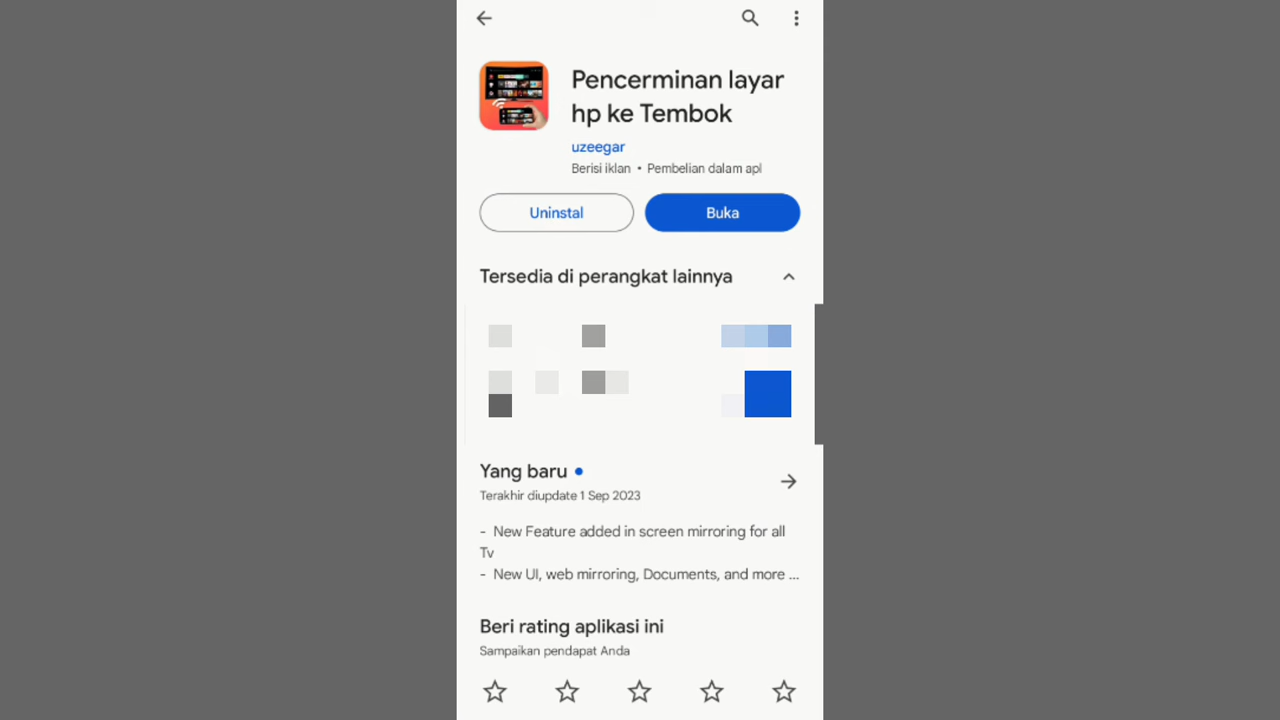 Pencerminan layar
hp ke Tembok
uzeegar
Berisi iklan • Pembelian dalam apl
Uninstal
Buka
Tersedia di perangkat lainnya
Yang baru
Terakhir diupdate 1 Sep 2023
- New Feature added in screen mirroring for all
Tv
- New UI, web mirroring, Documents, and more ...
Beri rating aplikasi ini
Sampaikan pendapat Anda